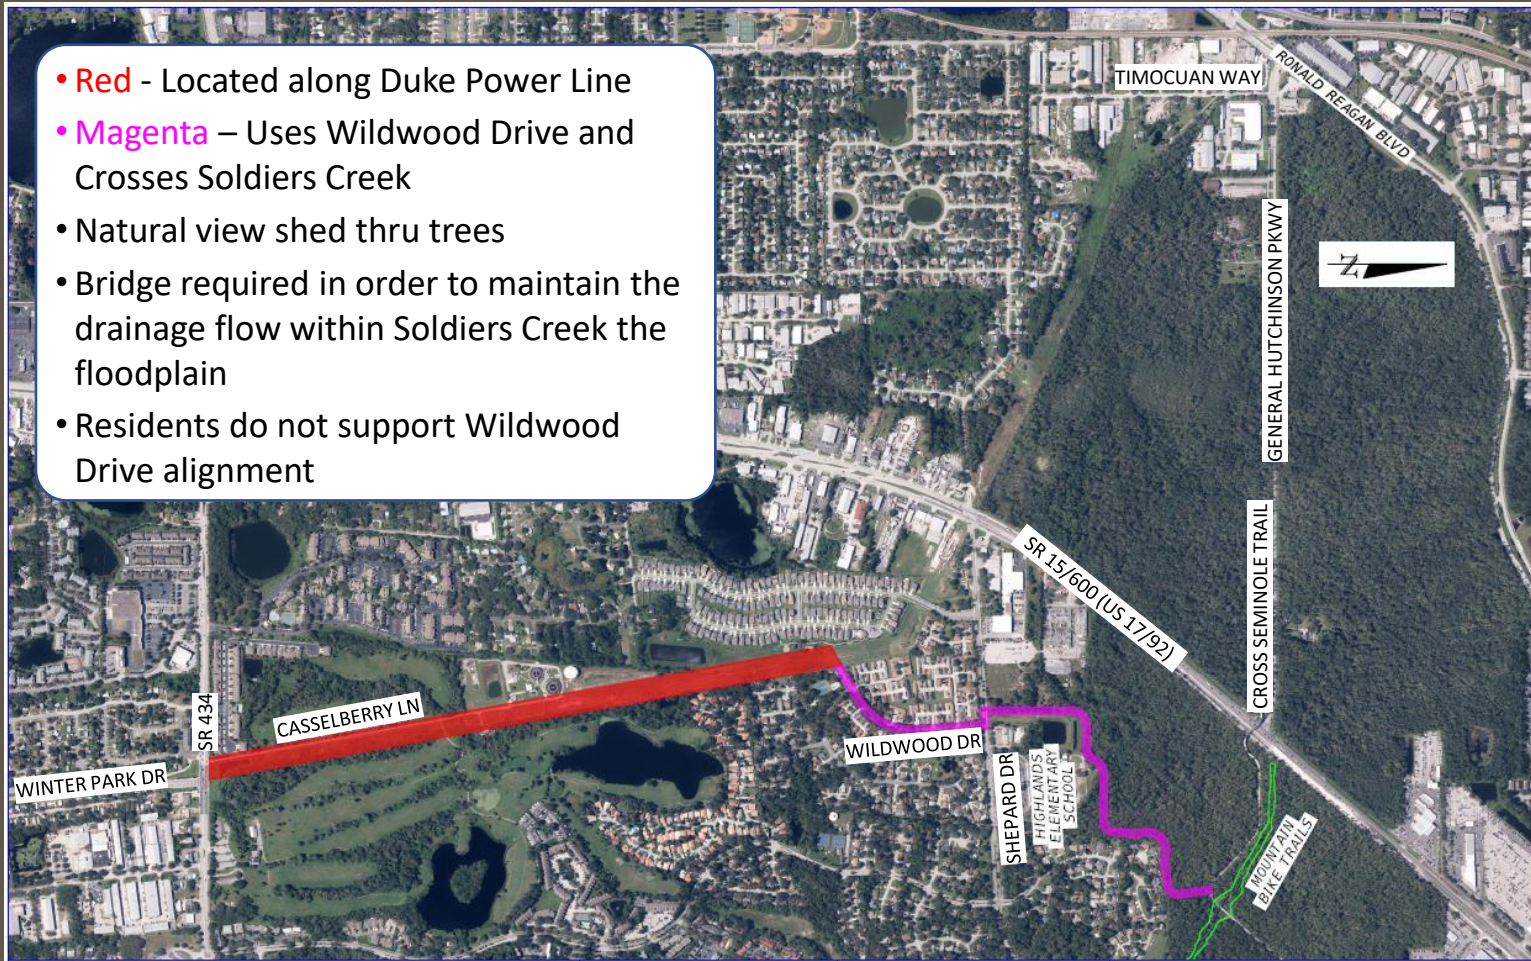 • Red - Located along Duke Power Line
• Magenta – Uses Wildwood Drive and
Crosses Soldiers Creek
• Natural view shed thru trees
• Bridge required in order to maintain the
drainage flow within Soldiers Creek the
floodplain
• Residents do not support Wildwood
Drive alignment
TIMOCUAN WAY
RONALD REAGAN BLVD
GENERAL HUTCHINSON PKWY
N
CROSS SEMINOLE TRAIL
SR 15/600 (US 17/92)
SR 434
CASSELBERRY LN
WINTER PARK DR
WILDWOOD DR
SHEPARD DR
HIGHLANDS
ELEMENTARY
SCHOOL
MOUNTAIN
BIKE TRAILS